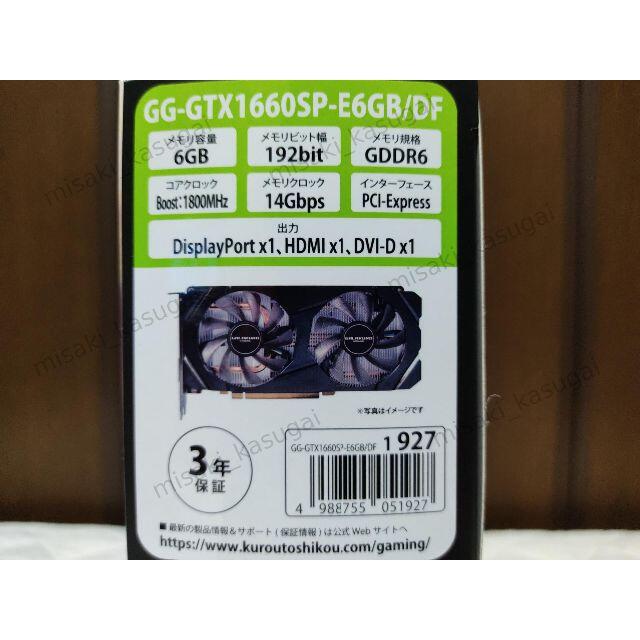 GG-GTX1660SP-E6GB/DF
メモリ容量
6GB
メモリビット幅
192bit
メモリ規格
GDDR6
コアクロック
Boost:1800MHz
メモリクロック
14Gbps
インターフェース
PCI-Express
出力
DisplayPort x1、HDMI x1、DVI-D x1
※写真はイメージです
3年
保証
GG-GTX1660SP-E6GB/DF 1 927
4 988755 051927
■ 最新の製品情報&サポート(保証情報)は公式Webサイトへ
https://www.kuroutoshikou.com/gaming/
misaki_kasugai